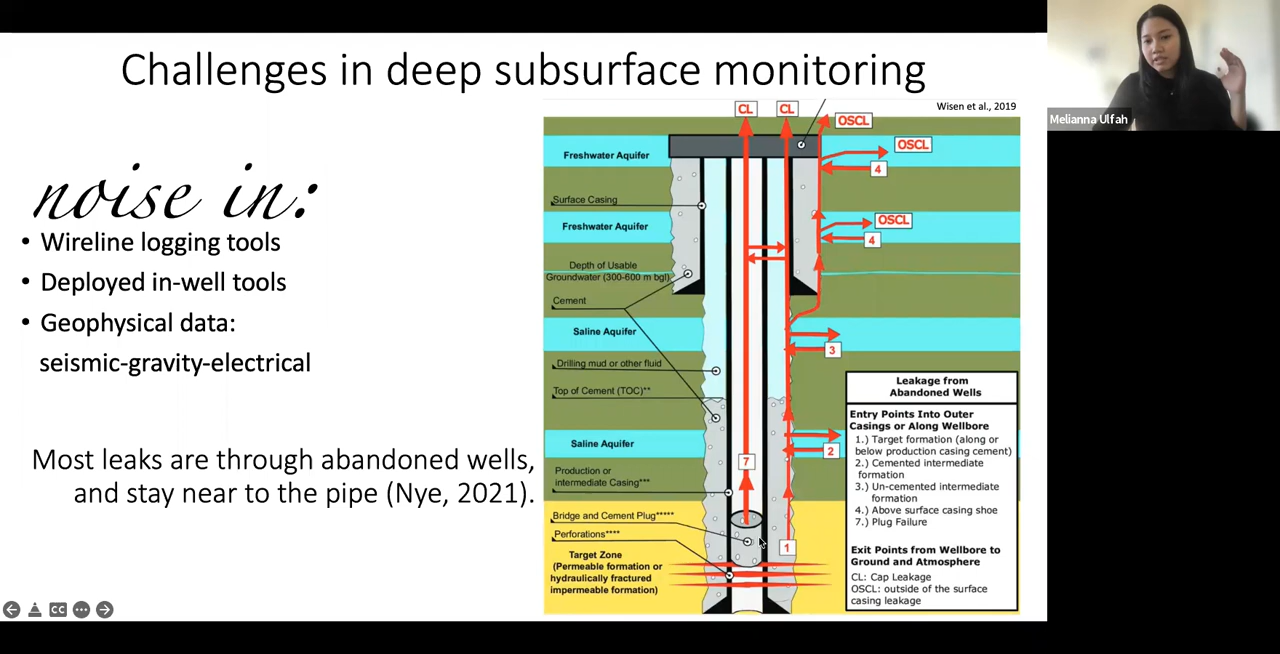 Challenges in deep subsurface monitoring
noise in:
• Wireline logging tools
• Deployed in-well tools
• Geophysical data:
seismic-gravity-electrical
Most leaks are through abandoned wells,
and stay near to the pipe (Nye, 2021).
Wisen et al., 2019
CL
CL
OSCL
Freshwater Aquifer
OSCL
4
Surface Casing
Freshwater Aquifer
OSCL
4
Depth of Usable
Groundwater (300-600 m bgl)
Cement
Saline Aquifer
3
Drilling mud or other fluid
Top of Cement (TOC)**
Saline Aquifer
2
7
Production or
intermediate Casing***
Bridge and Cement Plug*****
Perforations****
1
Target Zone
(Permeable formation or
hydraulically fractured
impermeable formation)
Leakage from
Abandoned Wells
Entry Points Into Outer
Casings or Along Wellbore
1.) Target formation (along or
below production casing cement)
2.) Cemented intermediate
formation
3.) Un-cemented intermediate
formation
4.) Above surface casing shoe
7.) Plug Failure
Exit Points from Wellbore to
Ground and Atmosphere
CL: Cap Leakage
OSCL: outside of the surface
casing leakage
CC
Melianna Ulfah